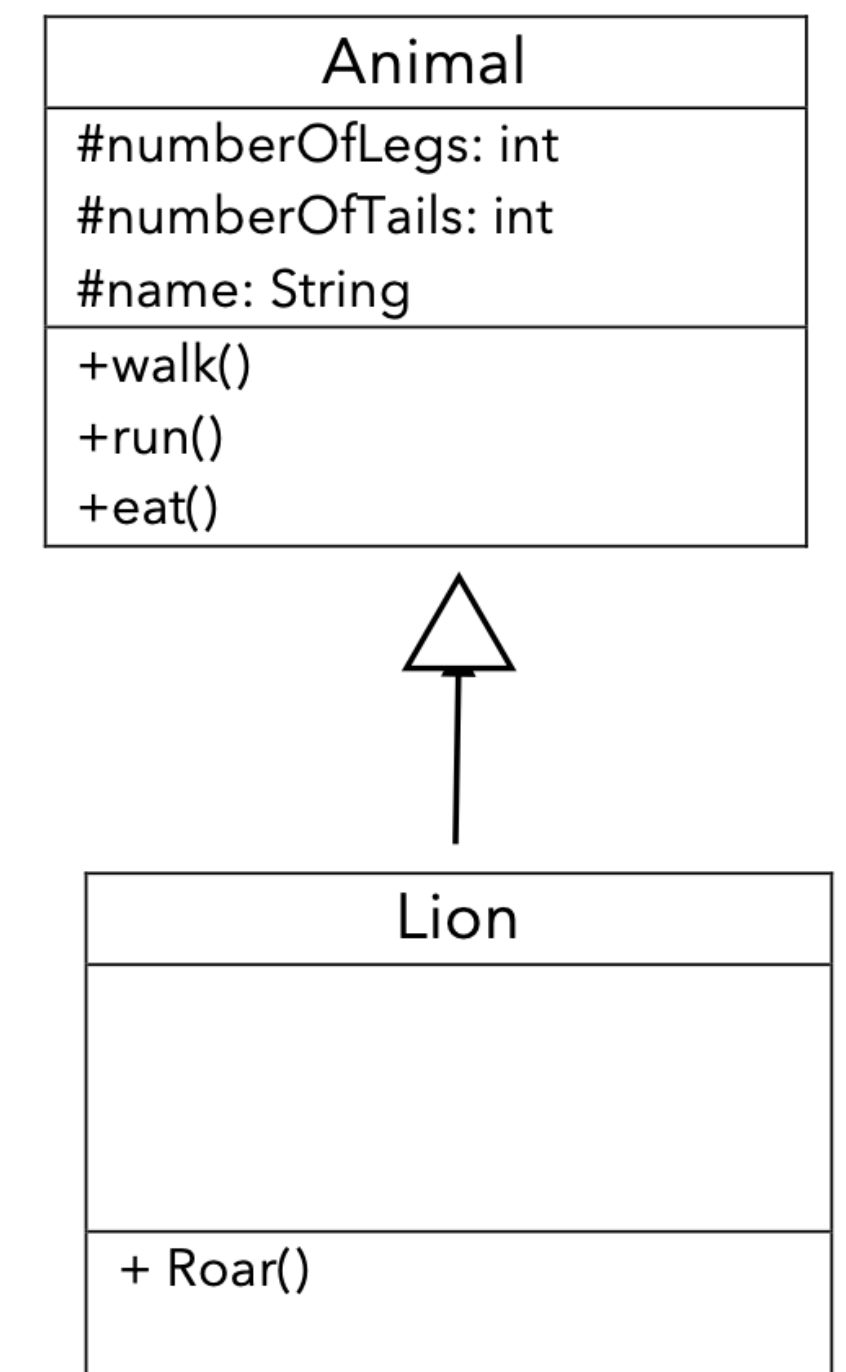 Animal
#numberOfLegs: int
#numberOfTails: int
#name: String
+walk()
+run()
+eat()
Lion
+ Roar()